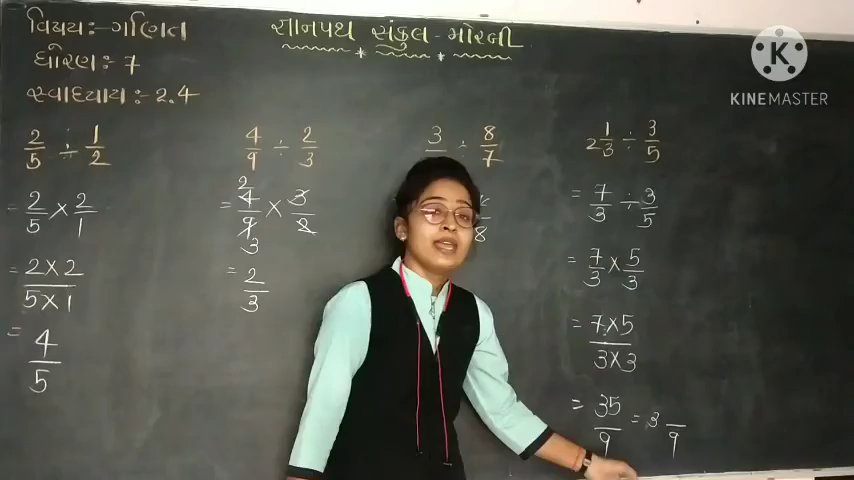 વિષય:- ગણિત
જ્ઞાનપથ સંકુલ - મોરબી
ધોરણ:- 7
સ્વાધ્યાય:- 2.4
KINEMASTER
2/5 ÷ 1/2
= 2/5 × 2/1
= 2×2/5×1
= 4/5
4/9 ÷ 2/3
= 4/9 × 3/2
2
3
= 2/3
3/ ÷ 8/7
8
2 1/3 ÷ 3/5
= 7/3 ÷ 3/5
= 7/3 × 5/3
= 7×5/3×3
= 35/9 = 3 /9